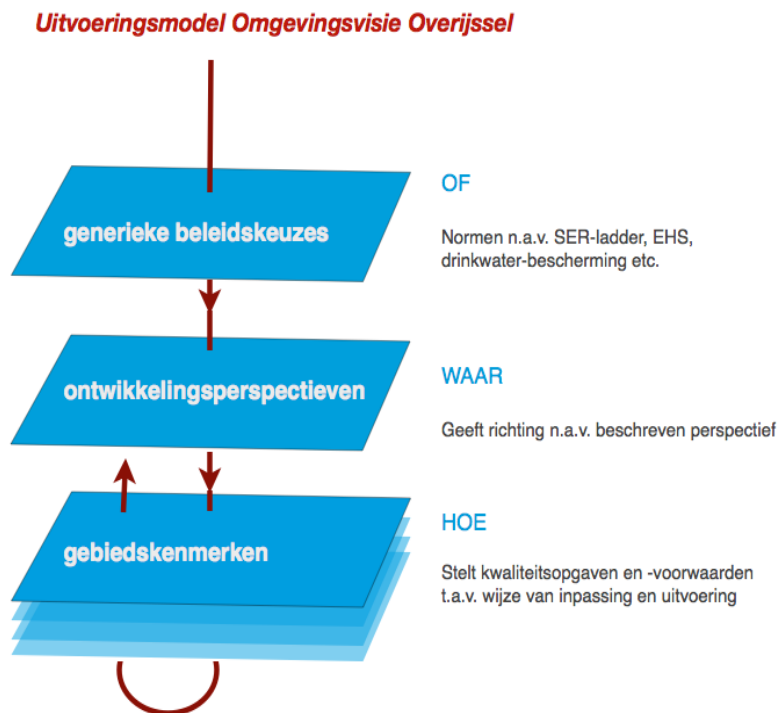 Uitvoeringsmodel Omgevingsvisie Overijssel
generieke beleidskeuzes
OF
Normen n.a.v. SER-ladder, EHS,
drinkwater-bescherming etc.
ontwikkelingsperspectieven
WAAR
Geeft richting n.a.v. beschreven perspectief
gebiedskenmerken
HOE
Stelt kwaliteitsopgaven en -voorwaarden
t.a.v. wijze van inpassing en uitvoering